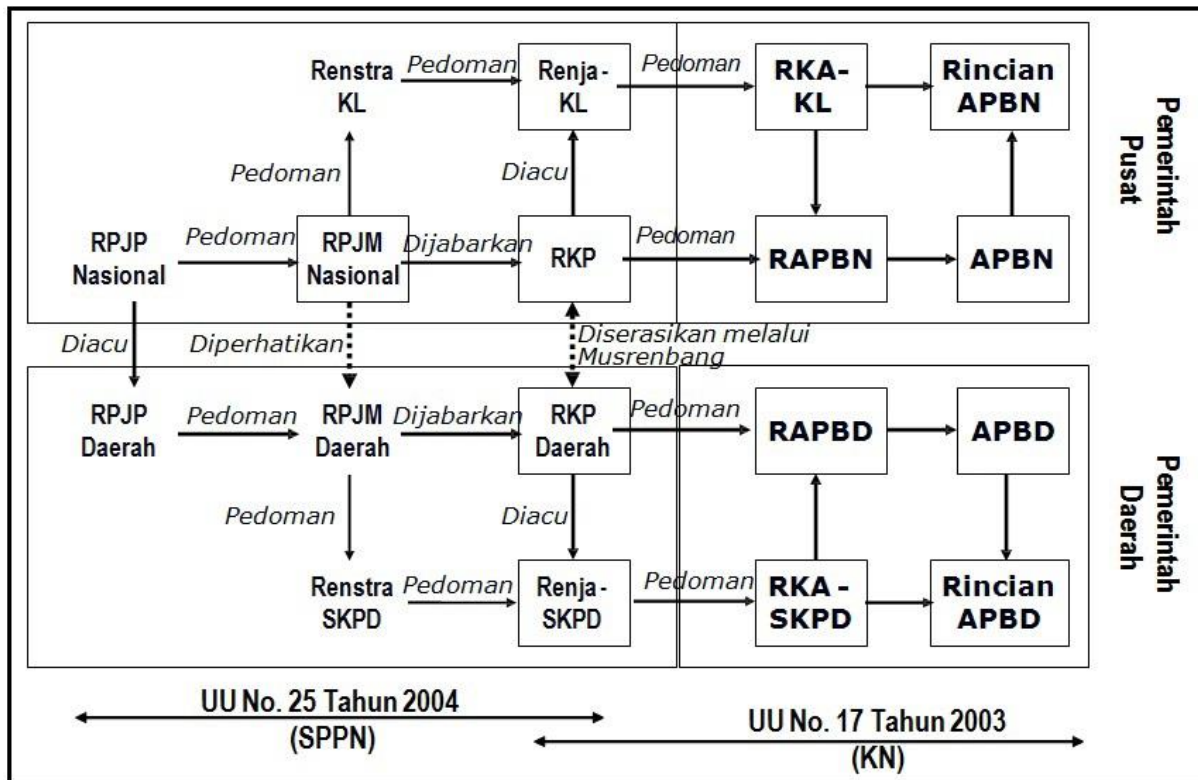 Renstra
KL
Pedoman
Renja -
KL
Pedoman
RKA-
KL
Rincian
APBN
Pedoman
Diacu
RPJP
Nasional
Pedoman
RPJM
Nasional
Dijabarkan
RKP
Pedoman
RAPBN
APBN
Pemerintah
Pusat
Diacu
Diperhatikan
Diserasikan melalui
Musrenbang
RPJP
Daerah
Pedoman
RPJM
Daerah
Dijabarkan
RKP
Daerah
Pedoman
RAPBD
APBD
Pedoman
Diacu
Renstra
SKPD
Pedoman
Renja -
SKPD
Pedoman
RKA -
SKPD
Rincian
APBD
Pemerintah
Daerah
UU No. 25 Tahun 2004
(SPPN)
UU No. 17 Tahun 2003
(KN)